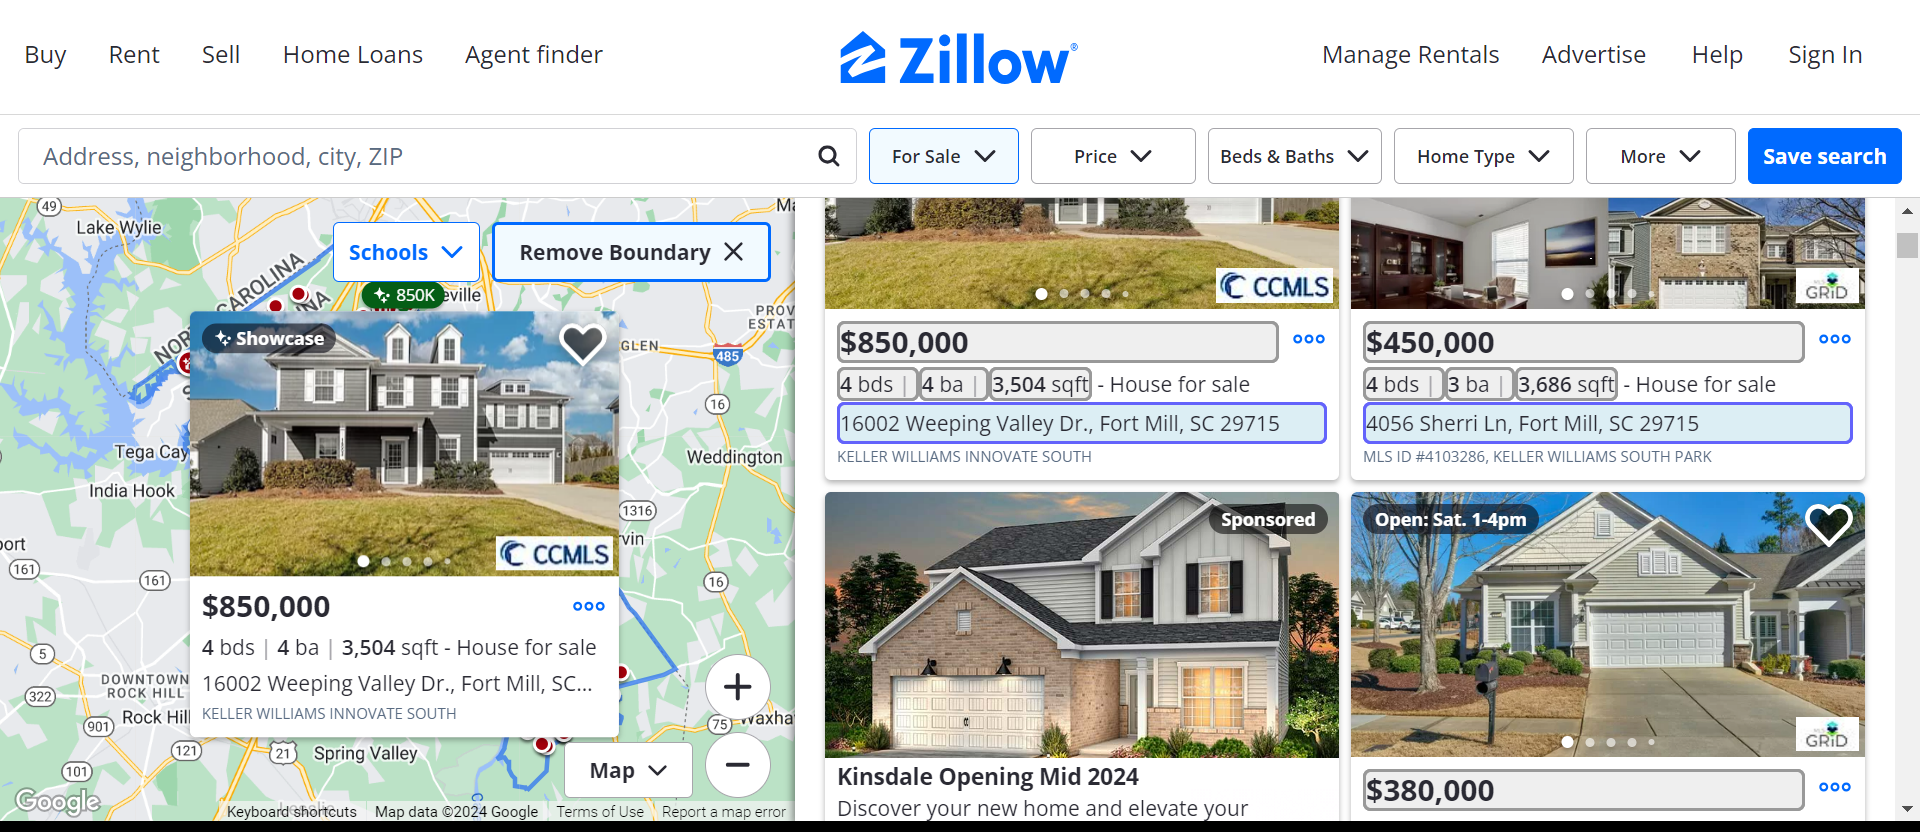 Buy Rent Sell Home Loans Agent finder Zillow® Manage Rentals Advertise Help Sign In
Address, neighborhood, city, ZIP For Sale Price Beds & Baths Home Type More Save search
49
Lake Wylie
Schools Remove Boundary
CAROLINA
850K
NOR
PROV
ESTAT
GLEN
485
16
Tega Cay
Weddington
India Hook
1316
rvin
port
161
161
16
5
DOWNTOWN
ROCK HILL
322
Rock Hill
901
75
Waxha
121
21
Spring Valley
101
Map
Google
Keyboard shortcuts Map data ©2024 Google Terms of Use Report a map error
Showcase
CCMLS
$850,000
4 bds | 4 ba | 3,504 sqft - House for sale
16002 Weeping Valley Dr., Fort Mill, SC...
KELLER WILLIAMS INNOVATE SOUTH
CCMLS
$850,000
4 bds | 4 ba | 3,504 sqft - House for sale
16002 Weeping Valley Dr., Fort Mill, SC 29715
KELLER WILLIAMS INNOVATE SOUTH
GRiD
$450,000
4 bds | 3 ba | 3,686 sqft - House for sale
4056 Sherri Ln, Fort Mill, SC 29715
MLS ID #4103286, KELLER WILLIAMS SOUTH PARK
Sponsored
Kinsdale Opening Mid 2024
Discover your new home and elevate your
Open: Sat. 1-4pm
GRiD
$380,000